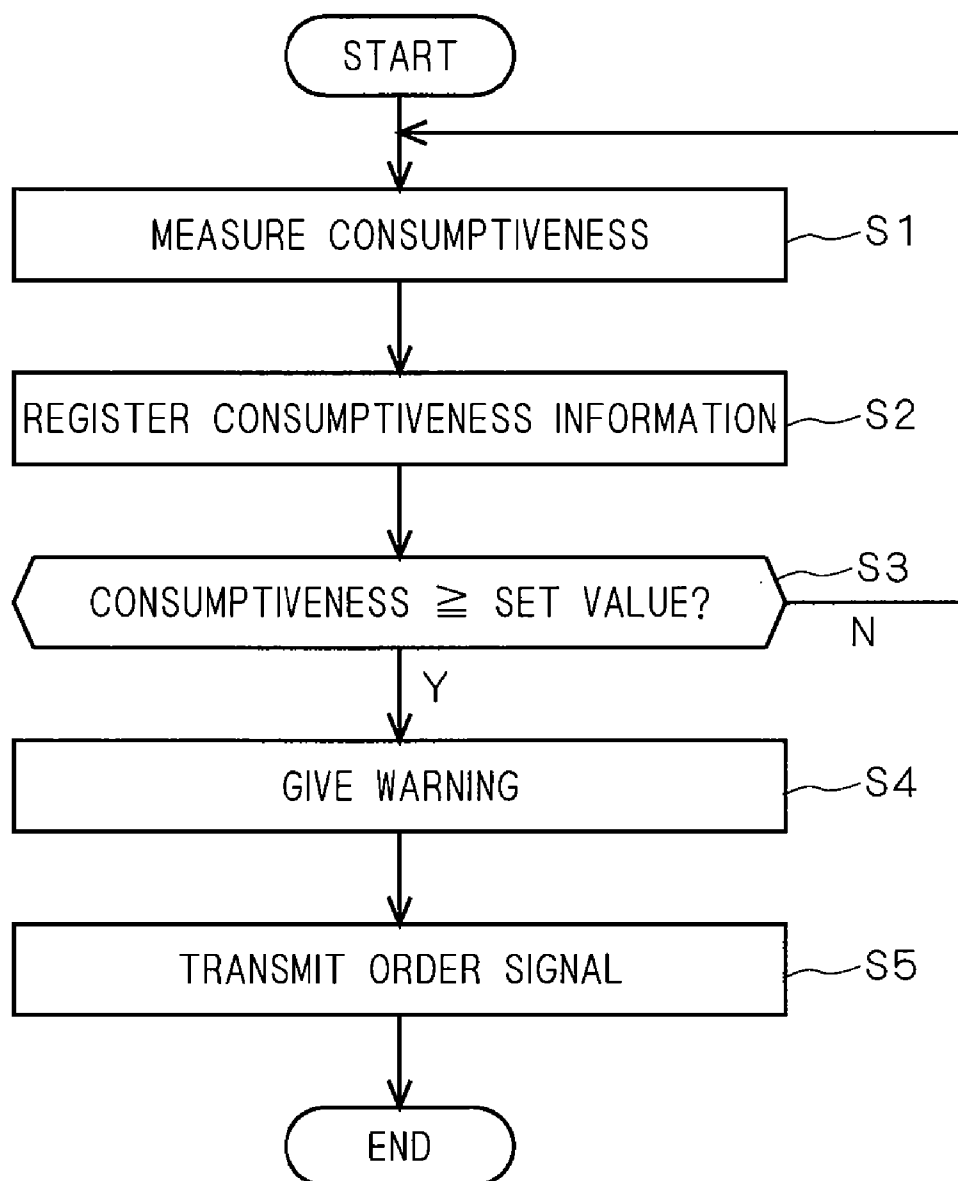 START
MEASURE CONSUMPTIVENESS
S1
REGISTER CONSUMPTIVENESS INFORMATION
S2
CONSUMPTIVENESS ≧ SET VALUE?
S3
N
Y
GIVE WARNING
S4
TRANSMIT ORDER SIGNAL
S5
END